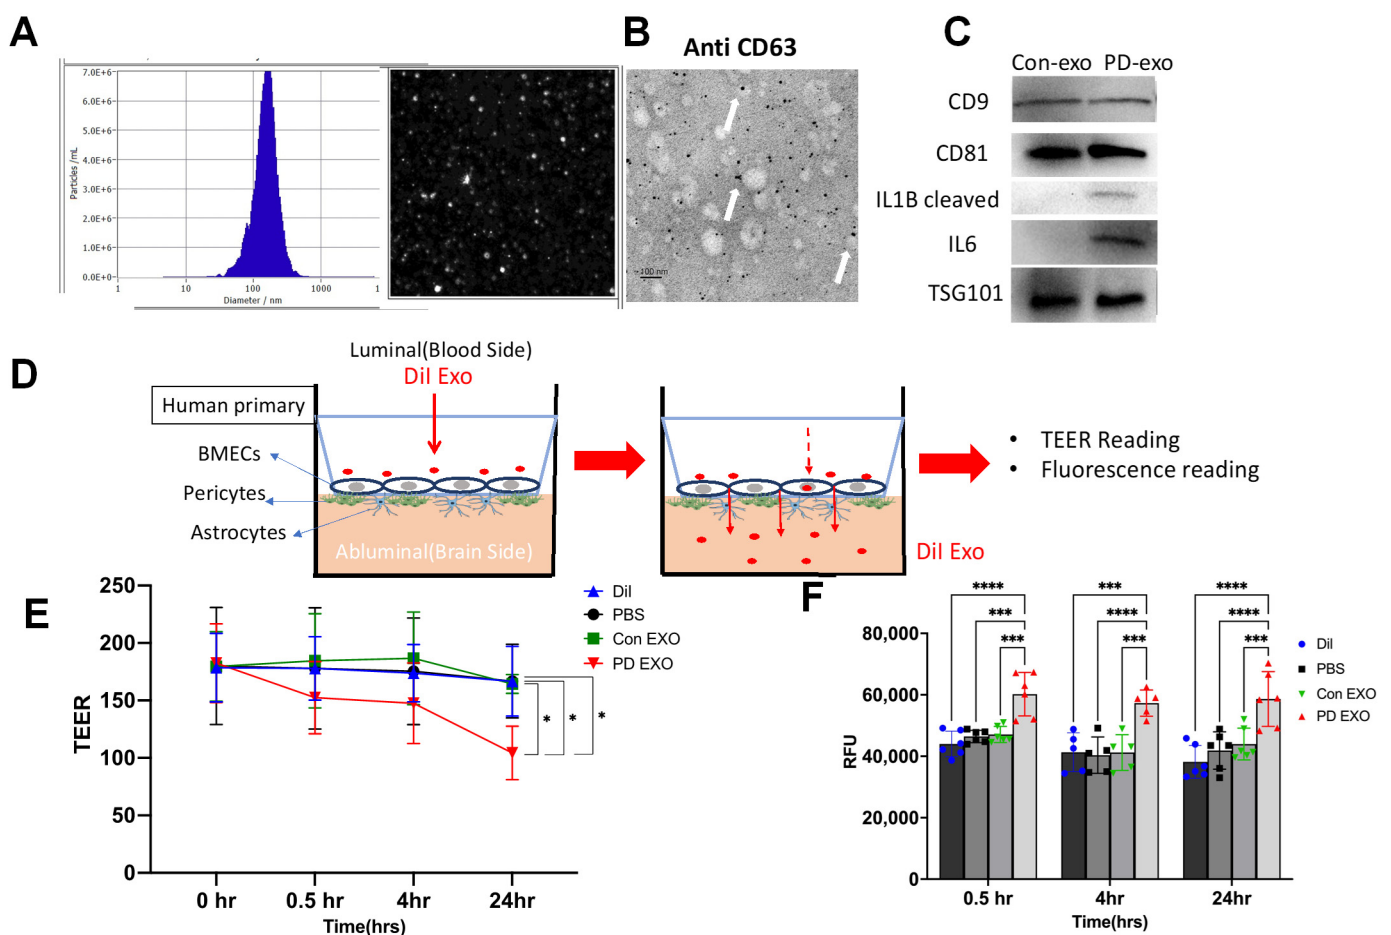 A
B
C
Anti CD63
Con-exo PD-exo
7.0E+6
6.0E+6
5.0E+6
4.0E+6
3.0E+6
2.0E+6
1.0E+6
0.0E+0
Particles / mL
1
10
100
1000
1
Diameter / nm
100 nm
CD9
CD81
IL1B cleaved
IL6
TSG101
D
Luminal(Blood Side)
DiI Exo
Human primary
BMECs
Pericytes
Astrocytes
Abluminal(Brain Side)
DiI Exo
• TEER Reading
• Fluorescence reading
E
250
200
150
100
50
0
TEER
0 hr
0.5 hr
4hr
24hr
Time(hrs)
Dil
PBS
Con EXO
PD EXO
* * *
F
**** *** ****
*** **** ****
*** *** ***
80,000
60,000
40,000
20,000
0
RFU
0.5 hr
4hr
24hr
Time(hrs)
Dil
PBS
Con EXO
PD EXO